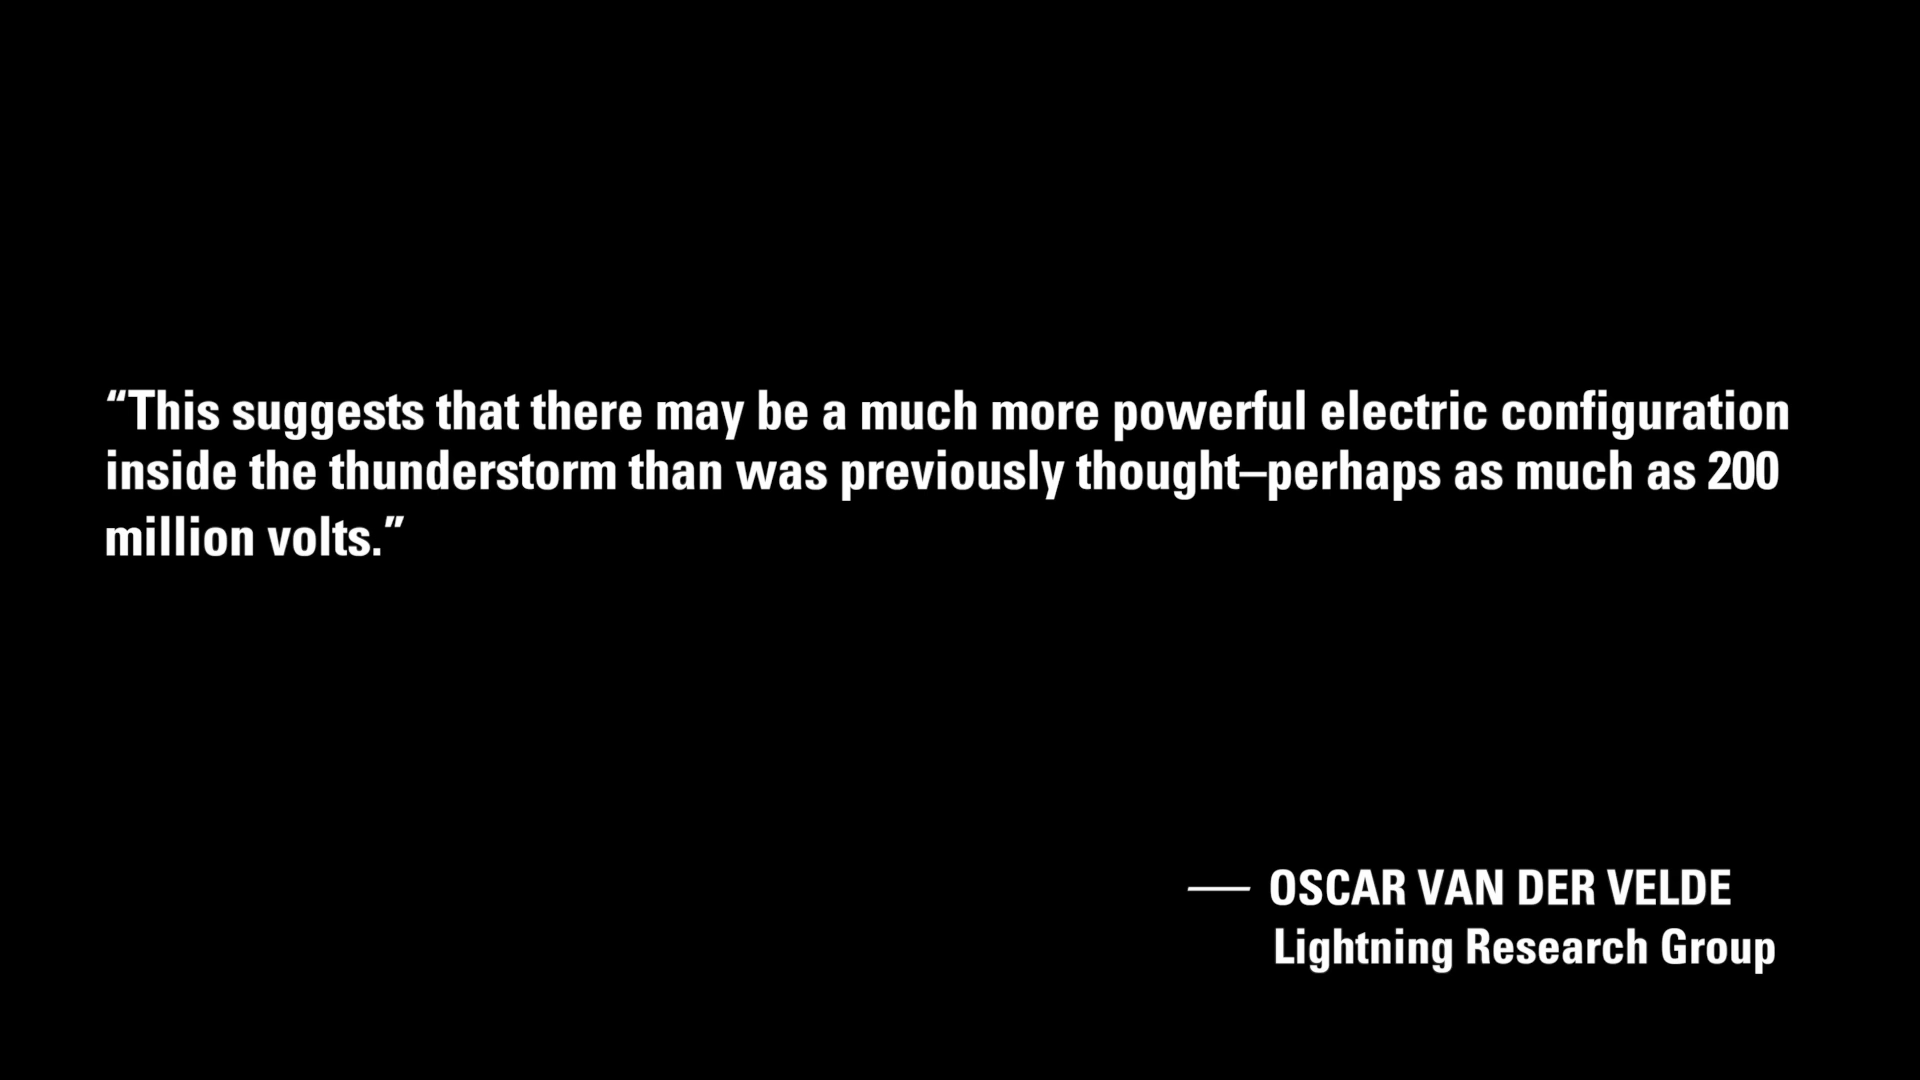 “This suggests that there may be a much more powerful electric configuration
inside the thunderstorm than was previously thought–perhaps as much as 200
million volts.”
— OSCAR VAN DER VELDE
Lightning Research Group